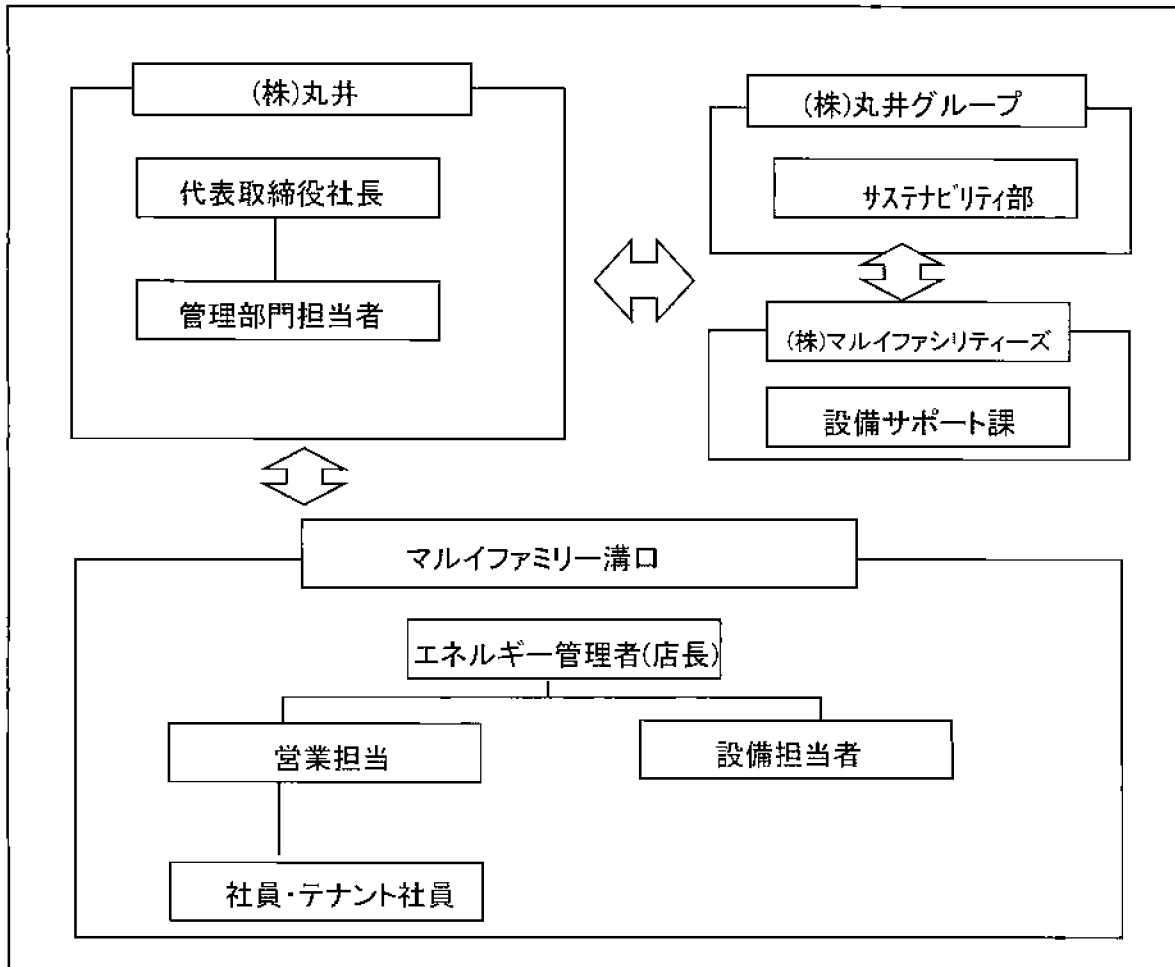 (株)丸井
代表取締役社長
管理部門担当者
(株)丸井グループ
サステナビリティ部
(株)マルイファシリティーズ
設備サポート課
マルイファミリー溝口
エネルギー管理者(店長)
営業担当
設備担当者
社員・テナント社員